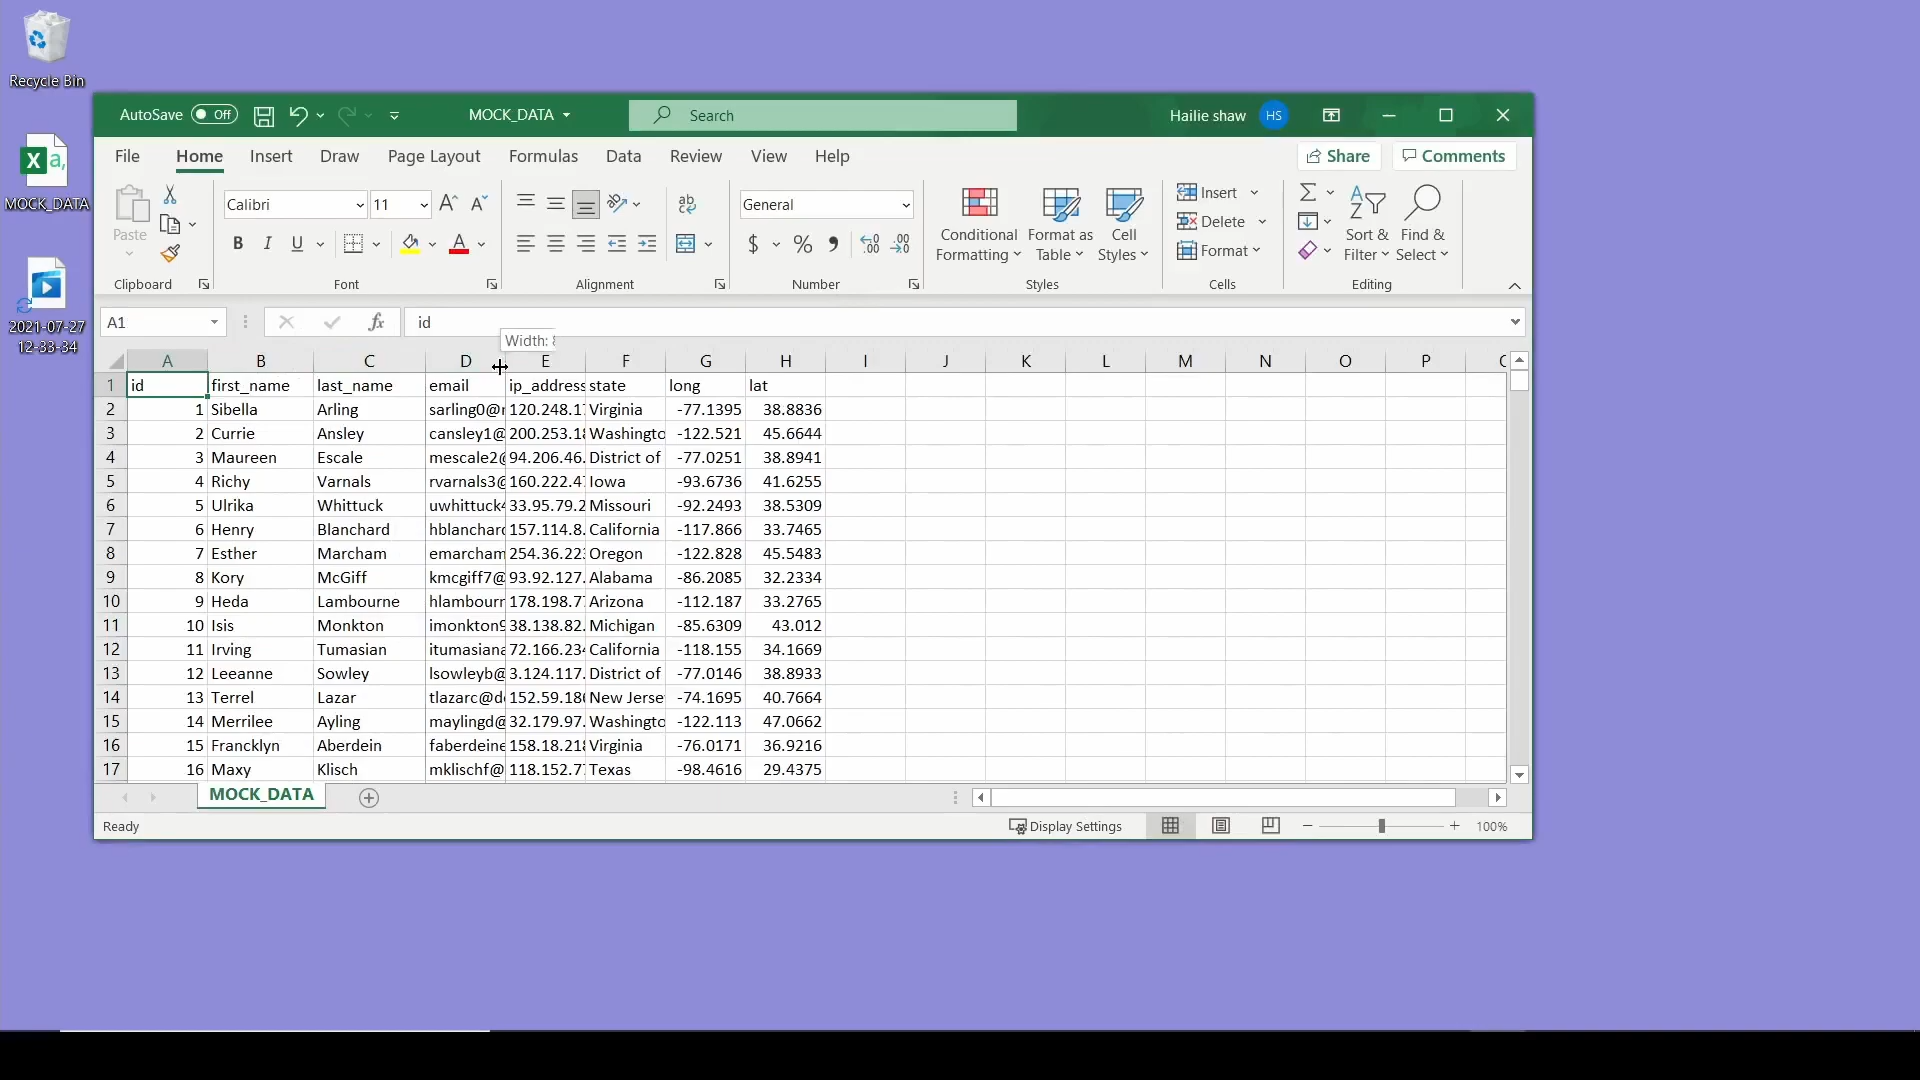 Recycle Bin
MOCK_DATA
2021-07-27
12-33-34
AutoSave Off MOCK_DATA Search Hailie shaw HS
File Home Insert Draw Page Layout Formulas Data Review View Help Share Comments
Paste
Calibri 11
B I U A
ab
General
$ % 9
Conditional
Formatting
Format as
Table
Cell
Styles
Insert
Delete
Format
Sort &
Filter
Find &
Select
Clipboard Font Alignment Number Styles Cells Editing
A1 fx id
Width:
A B C D E F G H I J K L M N O P
1 id first_name last_name email ip_address state long lat
2 1 Sibella Arling sarling0@ 120.248.1 Virginia -77.1395 38.8836
3 2 Currie Ansley cansley1@ 200.253.18 Washingto -122.521 45.6644
4 3 Maureen Escale mescale2@ 94.206.46. District of -77.0251 38.8941
5 4 Richy Varnals rvarnals3@ 160.222.4 Iowa -93.6736 41.6255
6 5 Ulrika Whittuck uwhittuck 33.95.79.2 Missouri -92.2493 38.5309
7 6 Henry Blanchard hblanchar 157.114.8. California -117.866 33.7465
8 7 Esther Marcham emarcham 254.36.22 Oregon -122.828 45.5483
9 8 Kory McGiff kmcgiff7@ 93.92.127. Alabama -86.2085 32.2334
10 9 Heda Lambourne hlambourn 178.198.7 Arizona -112.187 33.2765
11 10 Isis Monkton imonkton9 38.138.82. Michigan -85.6309 43.012
12 11 Irving Tumasian itumasiana 72.166.234 California -118.155 34.1669
13 12 Leeanne Sowley lsowleyb@ 3.124.117. District of -77.0146 38.8933
14 13 Terrel Lazar tlazarc@d 152.59.186 New Jerse -74.1695 40.7664
15 14 Merrilee Ayling maylingd@ 32.179.97. Washingto -122.113 47.0662
16 15 Francklyn Aberdein faberdeine 158.18.218 Virginia -76.0171 36.9216
17 16 Maxy Klisch mklischf@ 118.152.7 Texas -98.4616 29.4375
MOCK_DATA
Ready Display Settings 100%